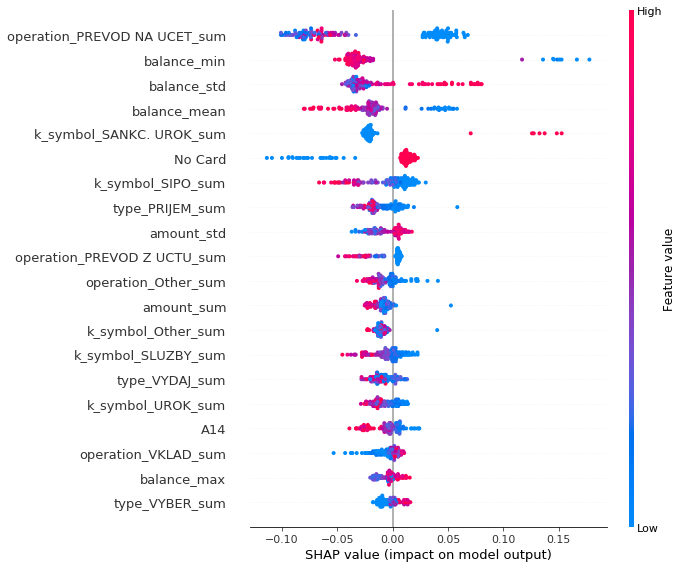 High
operation_PREVOD NA UCET_sum
balance_min
balance_std
balance_mean
k_symbol_SANKC. UROK_sum
No Card
k_symbol_SIPO_sum
type_PRIJEM_sum
amount_std
operation_PREVOD Z UCTU_sum
operation_Other_sum
amount_sum
k_symbol_Other_sum
k_symbol_SLUZBY_sum
type_VYDAJ_sum
k_symbol_UROK_sum
A14
operation_VKLAD_sum
balance_max
type_VYBER_sum
Feature value
Low
−0.10 −0.05 0.00 0.05 0.10 0.15
SHAP value (impact on model output)